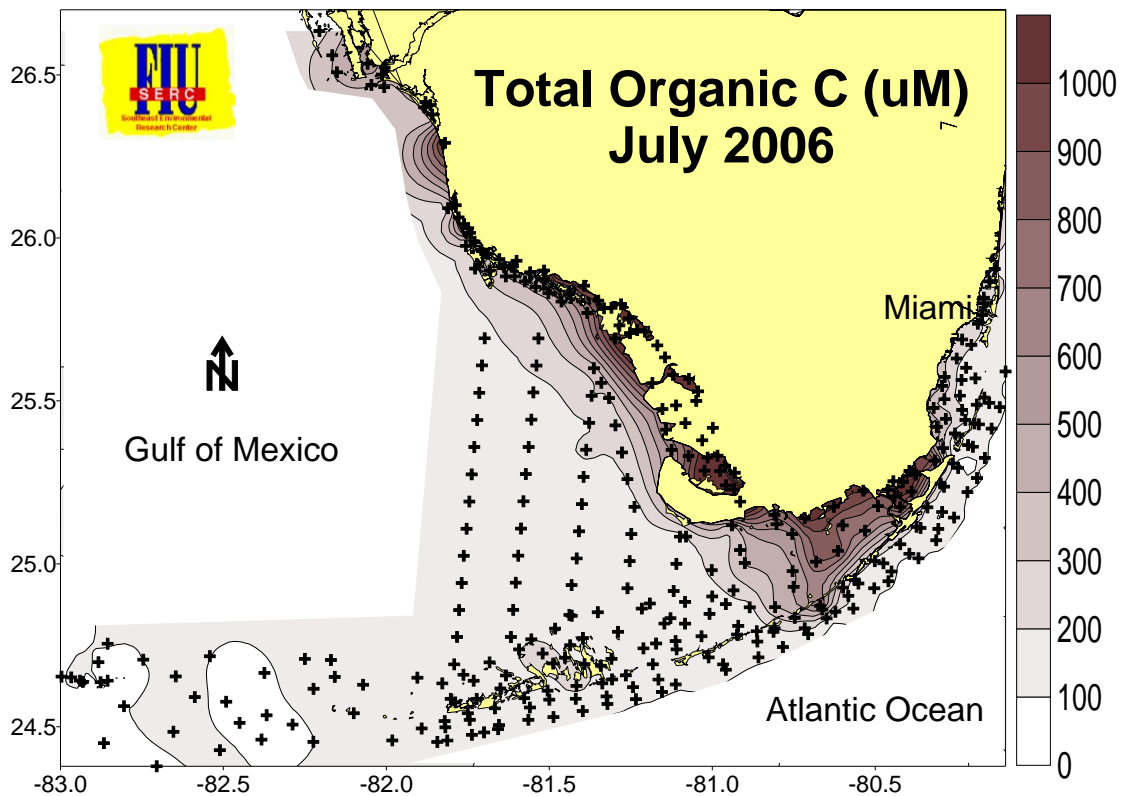 FIU
SERC
Southeast Environmental
Research Center
Total Organic C (uM)
July 2006
Miami
N
Gulf of Mexico
Atlantic Ocean
26.5
26.0
25.5
25.0
24.5
-83.0
-82.5
-82.0
-81.5
-81.0
-80.5
1000
900
800
700
600
500
400
300
200
100
0